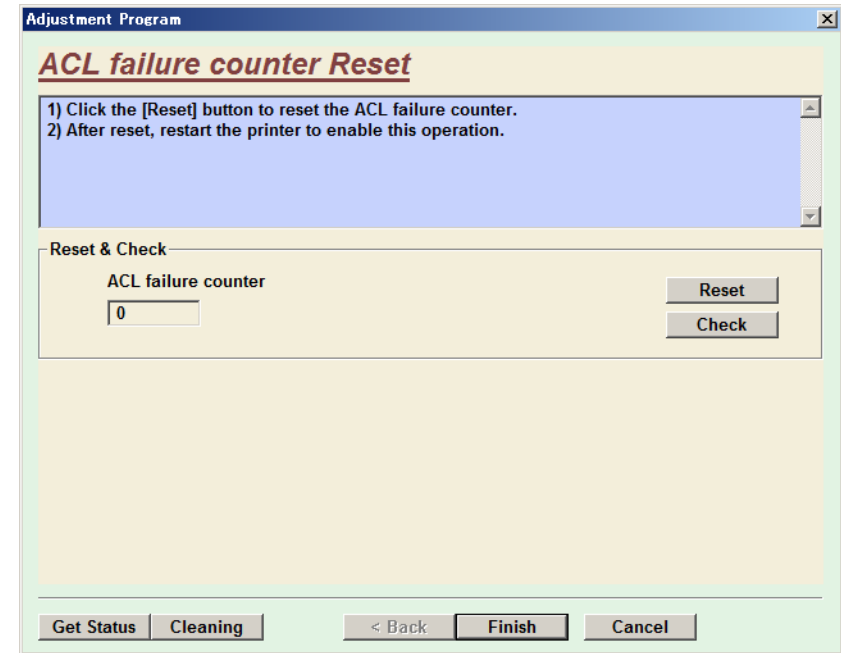 Adjustment Program
ACL failure counter Reset
1) Click the [Reset] button to reset the ACL failure counter.
2) After reset, restart the printer to enable this operation.
Reset & Check
ACL failure counter
0
Reset
Check
Get Status
Cleaning
< Back
Finish
Cancel